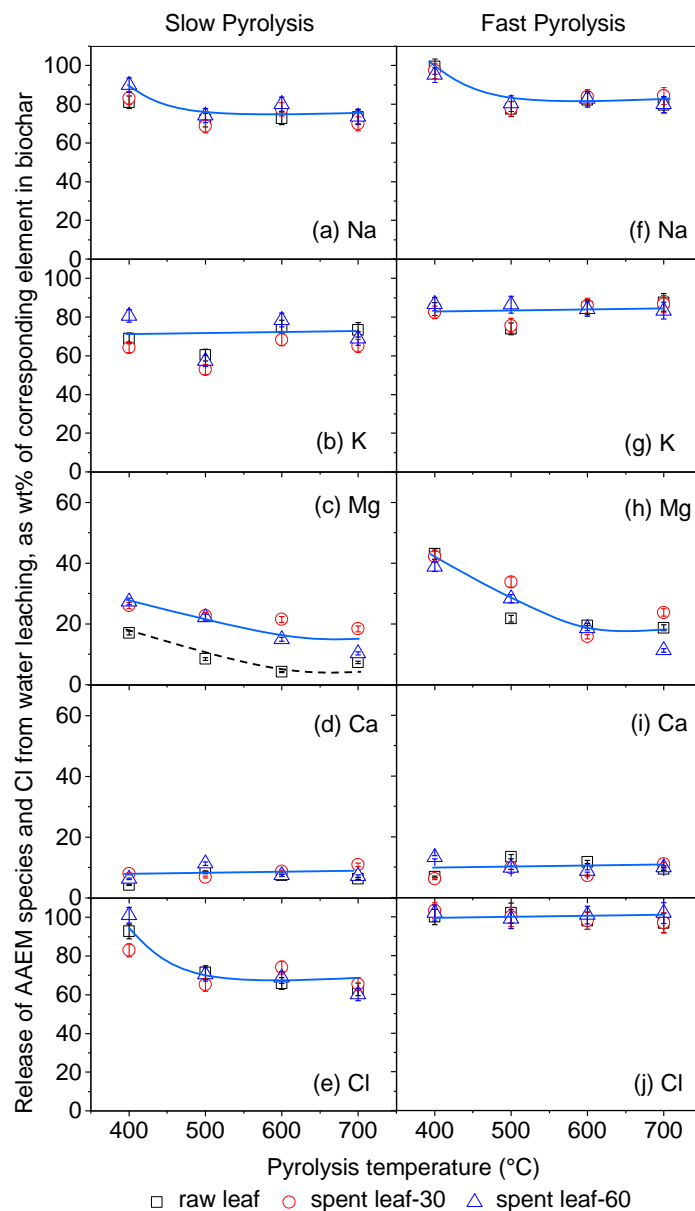 Slow Pyrolysis Fast Pyrolysis
Release of AAEM species and Cl from water leaching, as wt% of corresponding element in biochar
100
80
60
40
20
0
(a) Na
(f) Na
100
80
60
40
20
0
(b) K
(g) K
60
40
20
0
(c) Mg
(h) Mg
60
40
20
0
(d) Ca
(i) Ca
100
80
60
40
20
0
(e) Cl
(j) Cl
400 500 600 700 400 500 600 700
Pyrolysis temperature (°C)
raw leaf spent leaf-30 spent leaf-60